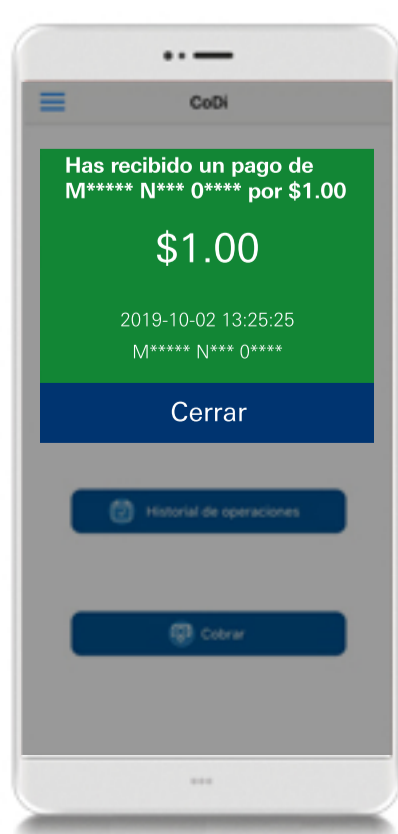 CoDi
Has recibido un pago de
M***** N*** 0**** por $1.00
$1.00
2019-10-02 13:25:25
M***** N*** 0****
Cerrar
Historial de operaciones
Cobrar